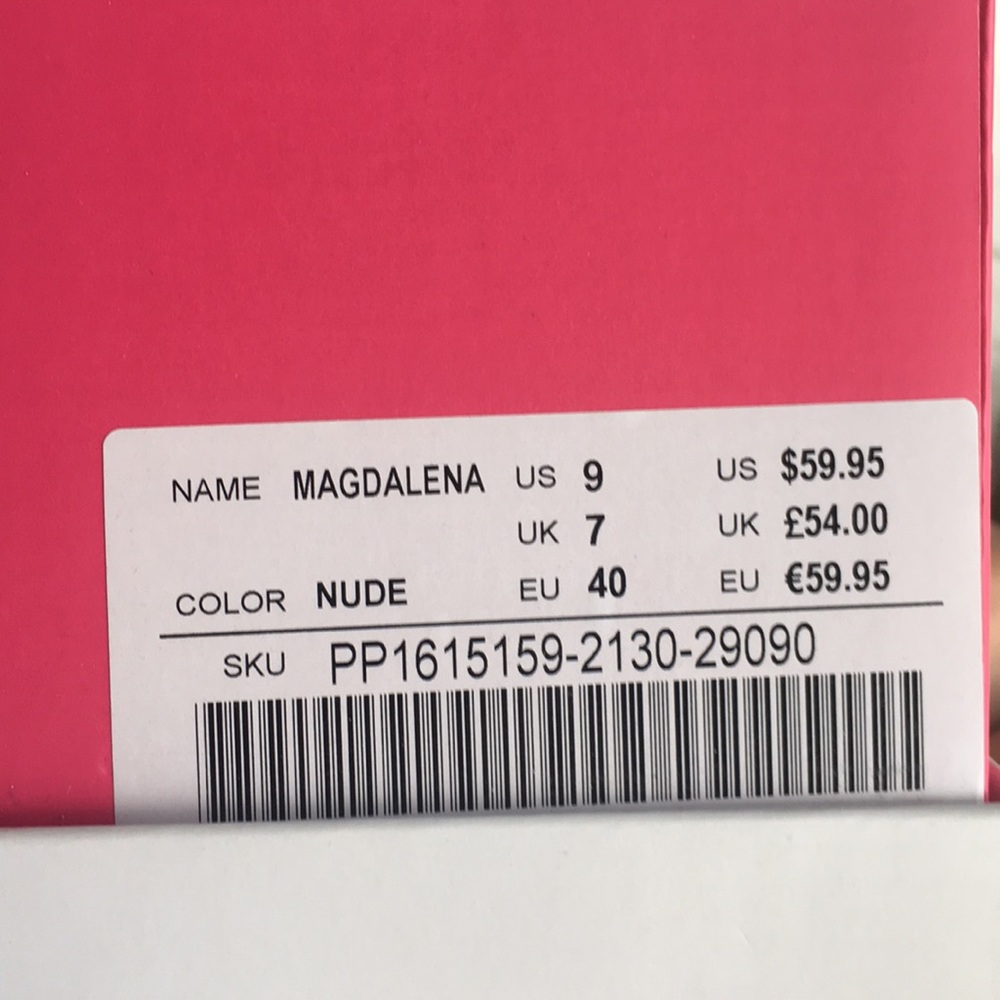 NAME MAGDALENA US 9 US $59.95
UK 7 UK £54.00
COLOR NUDE EU 40 EU €59.95
SKU PP1615159-2130-29090